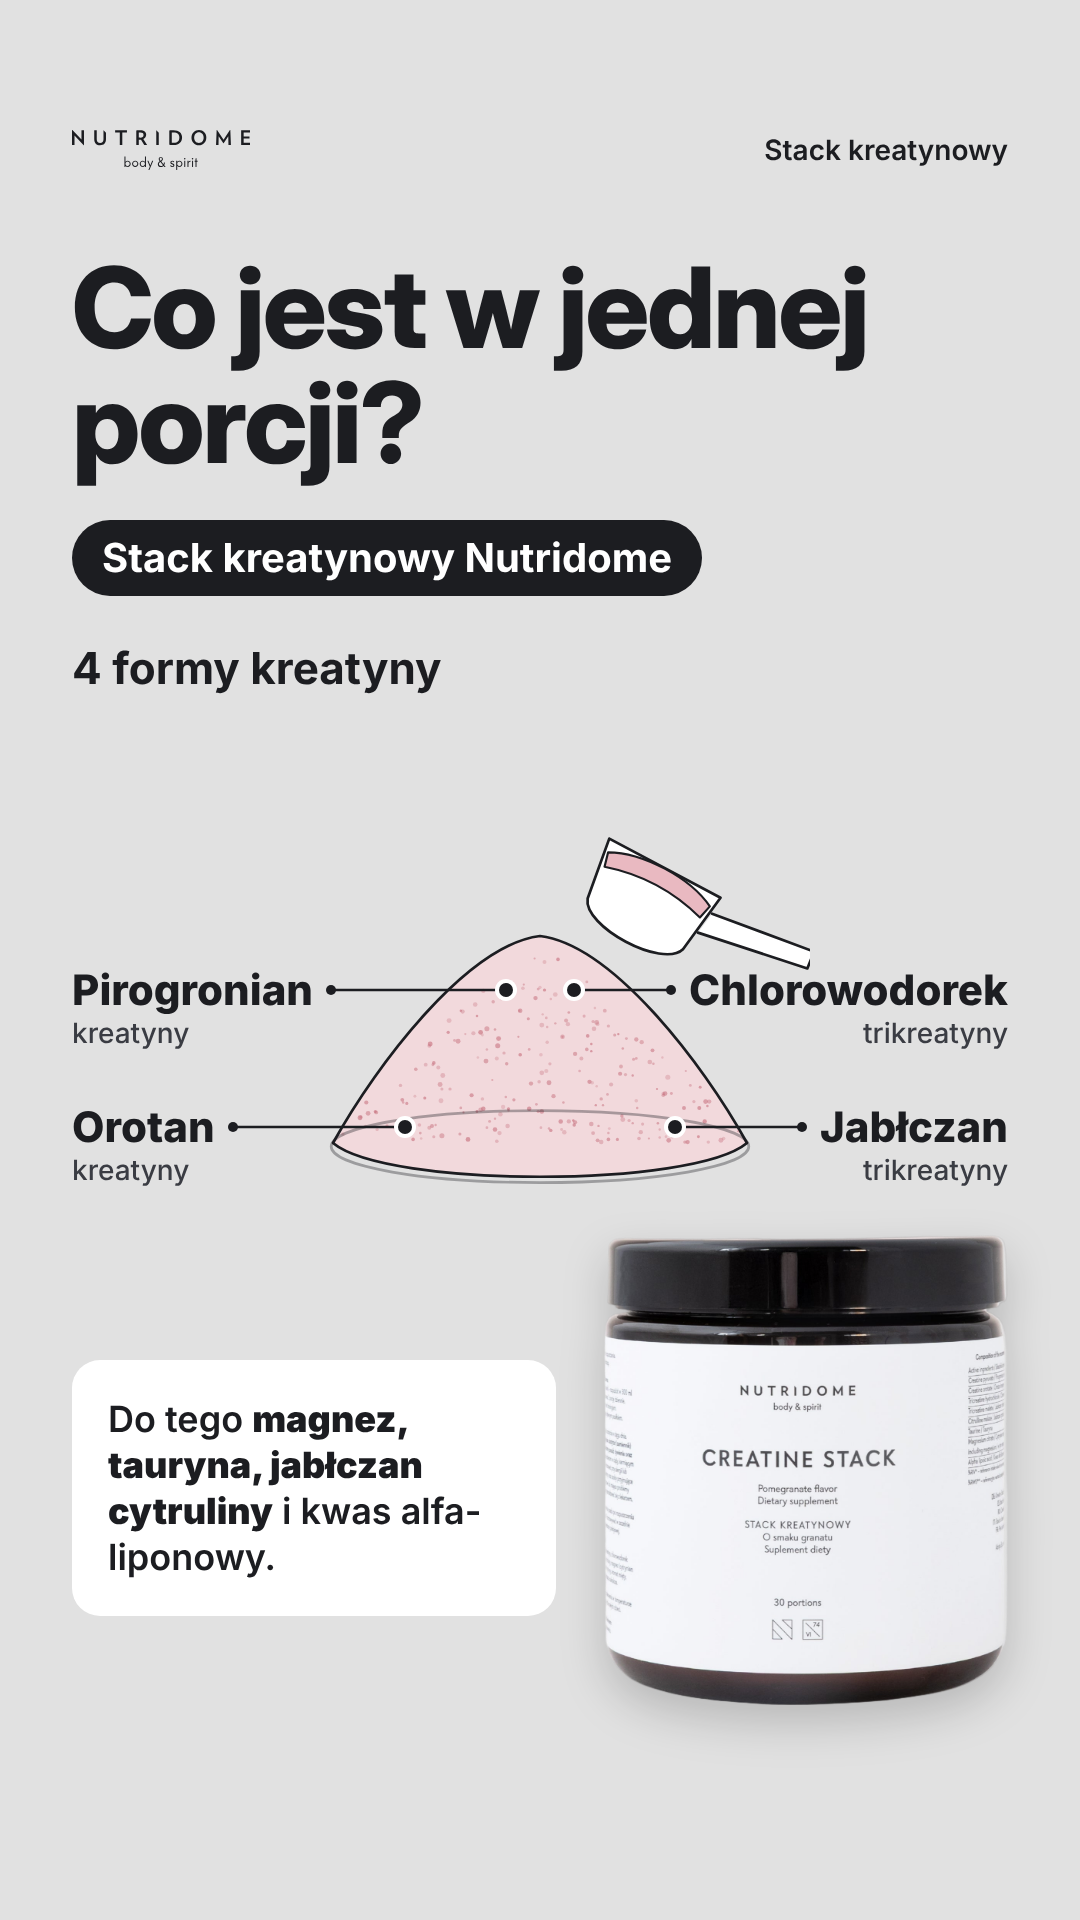 NUTRIDOME
body & spirit
Stack kreatynowy
Co jest w jednej
porcji?
Stack kreatynowy Nutridome
4 formy kreatyny
Pirogronian
kreatyny
Chlorowodorek
trikreatyny
Orotan
kreatyny
Jabłczan
trikreatyny
Do tego magnez,
tauryna, jabłczan
cytruliny i kwas alfa-
liponowy.
NUTRIDOME
body & spirit
CREATINE STACK
Pomegranate flavor
Dietary supplement
STACK KREATYNOWY
O smaku granatu
Suplement diety
30 portions